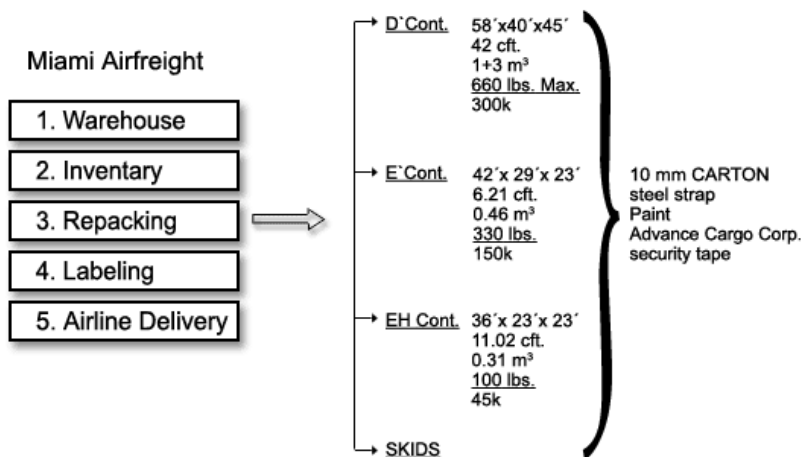 Miami Airfreight
1. Warehouse
2. Inventary
3. Repacking
4. Labeling
5. Airline Delivery
D`Cont. 58´x40´x45´
42 cft.
1+3 m³
660 lbs. Max.
300k
E`Cont. 42´x 29´x 23´
6.21 cft.
0.46 m³
330 lbs.
150k
EH Cont. 36´x 23´x 23´
11.02 cft.
0.31 m³
100 lbs.
45k
SKIDS
10 mm CARTON
steel strap
Paint
Advance Cargo Corp.
security tape